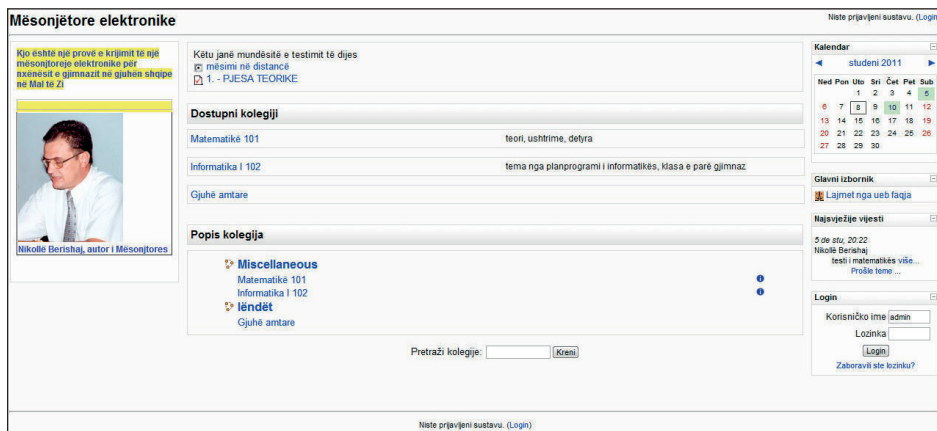 Mësonjëtore elektronike
Niste prijavljeni sustavu. (Login)
Kjo është një provë e krijimit të një
mësonjtoreje elektronike për
nxënësit e gjimnazit në gjuhën shqipe
në Mal të Zi
Nikollë Berishaj, autor i Mësonjtores
Këtu janë mundësitë e testimit të dijes
mësimi në distancë
1. - PJESA TEORIKE
Dostupni kolegiji
Matematikë 101 teori, ushtrime, detyra
Informatika I 102 tema nga planprogrami i informatikës, klasa e parë gjimnaz
Gjuhë amtare
Popis kolegija
Miscellaneous
Matematikë 101
Informatika I 102
lëndët
Gjuhë amtare
Pretraži kolegije: Kreni
Kalendar
◄ studeni 2011 ►
Ned Pon Uto Sri Čet Pet Sub
1 2 3 4 5
6 7 8 9 10 11 12
13 14 15 16 17 18 19
20 21 22 23 24 25 26
27 28 29 30
Glavni izbornik
Lajmet nga ueb faqja
Najsvježije vijesti
5 de stu, 20:22
Nikollë Berishaj
testi i matematikës više...
Prošle teme ...
Login
Korisničko ime admin
Lozinka
Login
Zaboravili ste lozinku?
Niste prijavljeni sustavu. (Login)